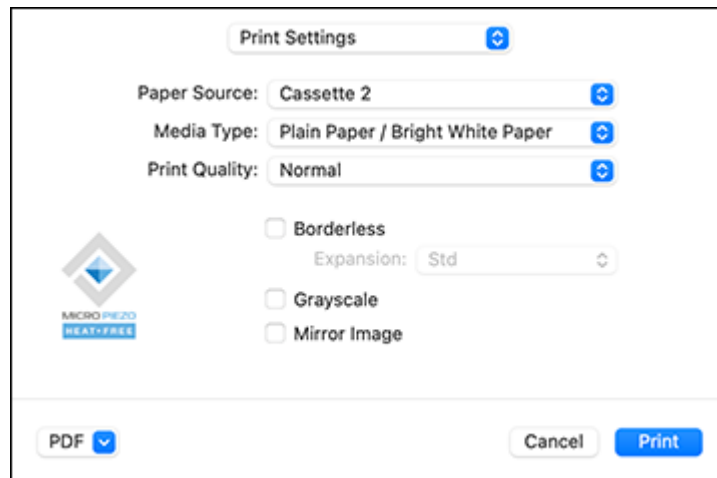 Print Settings
Paper Source: Cassette 2
Media Type: Plain Paper / Bright White Paper
Print Quality: Normal
Borderless
Expansion: Std
Grayscale
Mirror Image
MICRO PIEZO
HEAT-FREE
PDF Cancel Print